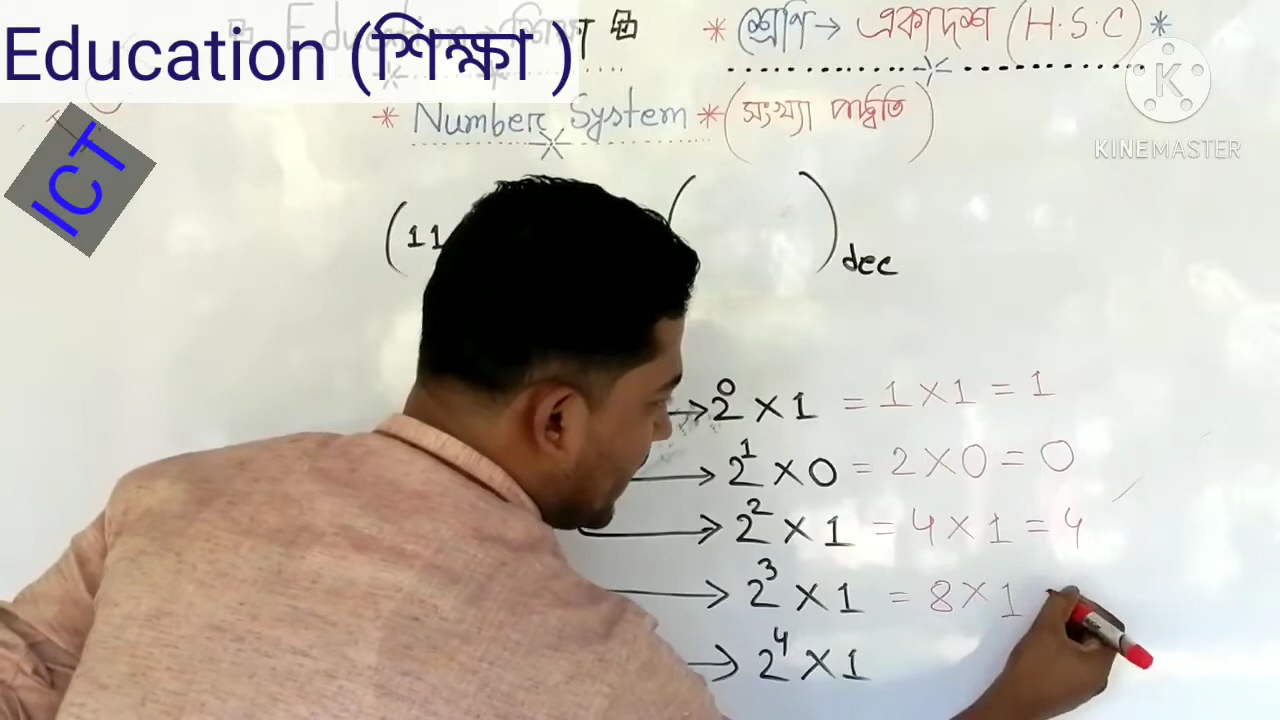 Education (শিক্ষা)
* শ্রেণি → একাদশ (H.S.C) *
KINEMASTER
ICT
* Number System * (সংখ্যা পদ্ধতি)
(11 ( )dec
→ 2⁰ × 1 = 1 × 1 = 1
→ 2¹ × 0 = 2 × 0 = 0
→ 2² × 1 = 4 × 1 = 4
→ 2³ × 1 = 8 × 1
→ 2⁴ × 1